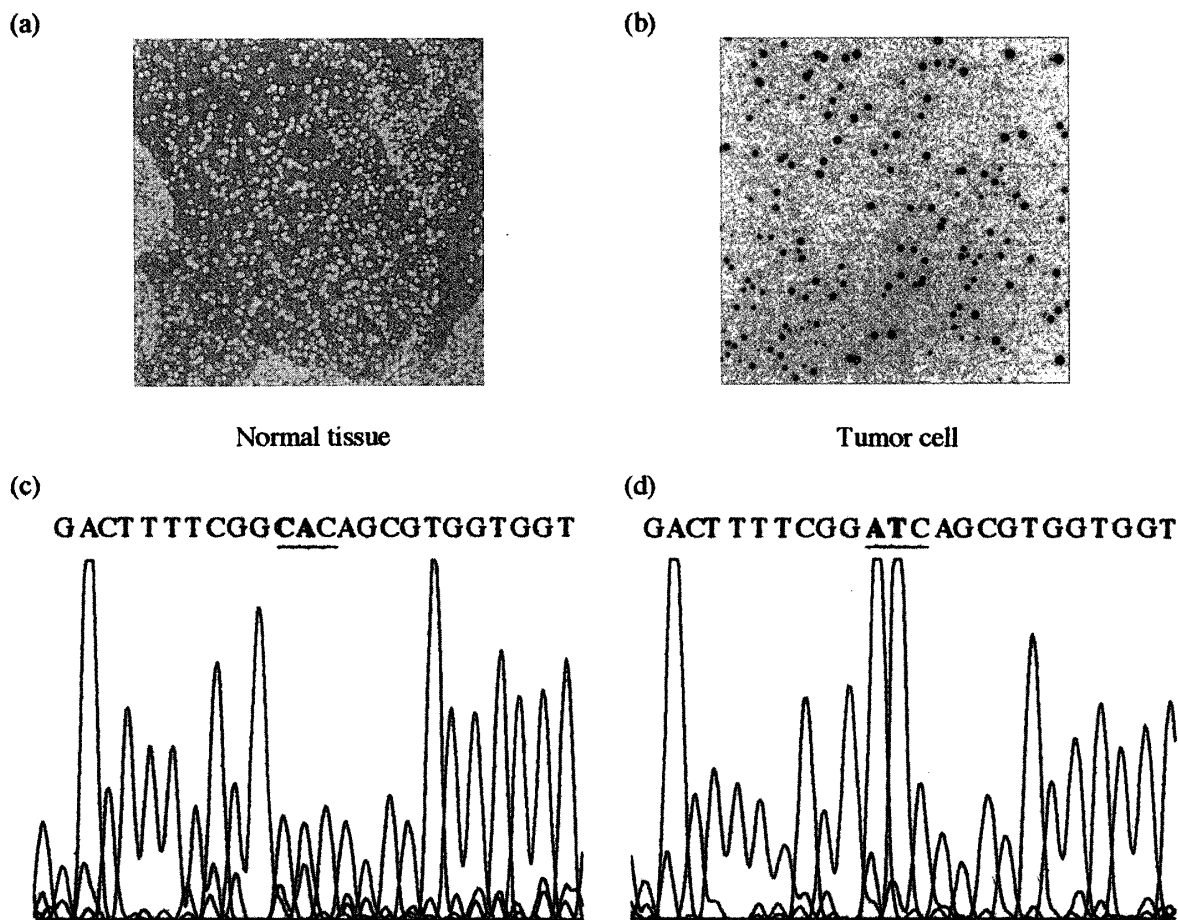 (a)
(b)
Normal tissue
Tumor cell
(c)
(d)
GACTTTTCGGCACAGCGTGGTGGT
GACTTTTCGGATCAGCGTGGTGGT